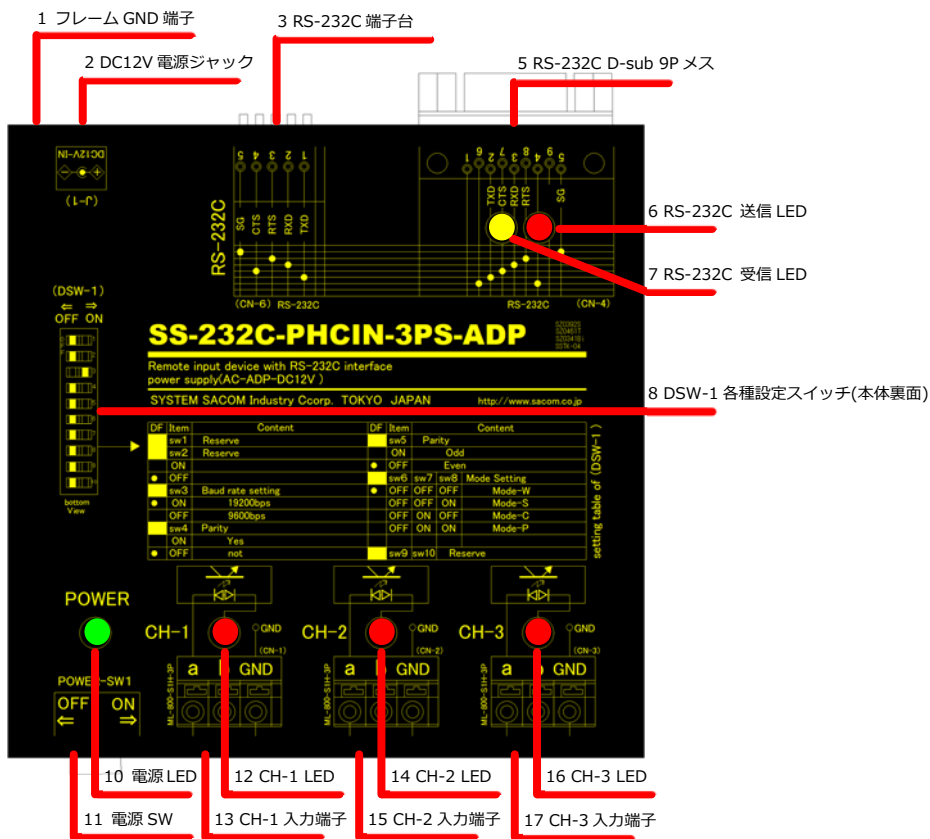 1 フレーム GND 端子
3 RS-232C 端子台
2 DC12V 電源ジャック
5 RS-232C D-sub 9P メス
DC12V-IN
(J-1)
5 4 3 2 1
SG CTS RTS RXD TXD
RS-232C
(CN-6) RS-232C
1 6 2 7 3 8 4 9 5
TXD CTS RXD RTS SG
RS-232C (CN-4)
6 RS-232C 送信 LED
7 RS-232C 受信 LED
(DSW-1)
⇐ ⇒
OFF ON
SS-232C-PHCIN-3PS-ADP
Remote input device with RS-232C interface
power supply(AC-ADP-DC12V )
SYSTEM SACOM Industry Ccorp. TOKYO JAPAN http://www.sacom.co.jp
8 DSW-1 各種設定スイッチ(本体裏面)
bottom
View
DF Item Content DF Item Content
sw1 Reserve sw5 Parity
sw2 Reserve ON Odd
ON ● OFF Even
● OFF sw6 sw7 sw8 Mode Setting
sw3 Baud rate setting ● OFF OFF OFF Mode-W
● ON 19200bps OFF OFF ON Mode-S
OFF 9600bps OFF ON OFF Mode-C
sw4 Parity OFF ON ON Mode-P
ON Yes
● OFF not sw9 sw10 Reserve
setting table of (DSW-1 )
POWER
CH-1 GND
(CN-1)
a b GND
ML-800-S1H-3P
CH-2 GND
(CN-2)
a b GND
ML-800-S1H-3P
CH-3 GND
(CN-3)
a b GND
ML-800-S1H-3P
POWER-SW1
OFF ON
⇐ ⇒
10 電源 LED
12 CH-1 LED
14 CH-2 LED
16 CH-3 LED
11 電源 SW
13 CH-1 入力端子
15 CH-2 入力端子
17 CH-3 入力端子